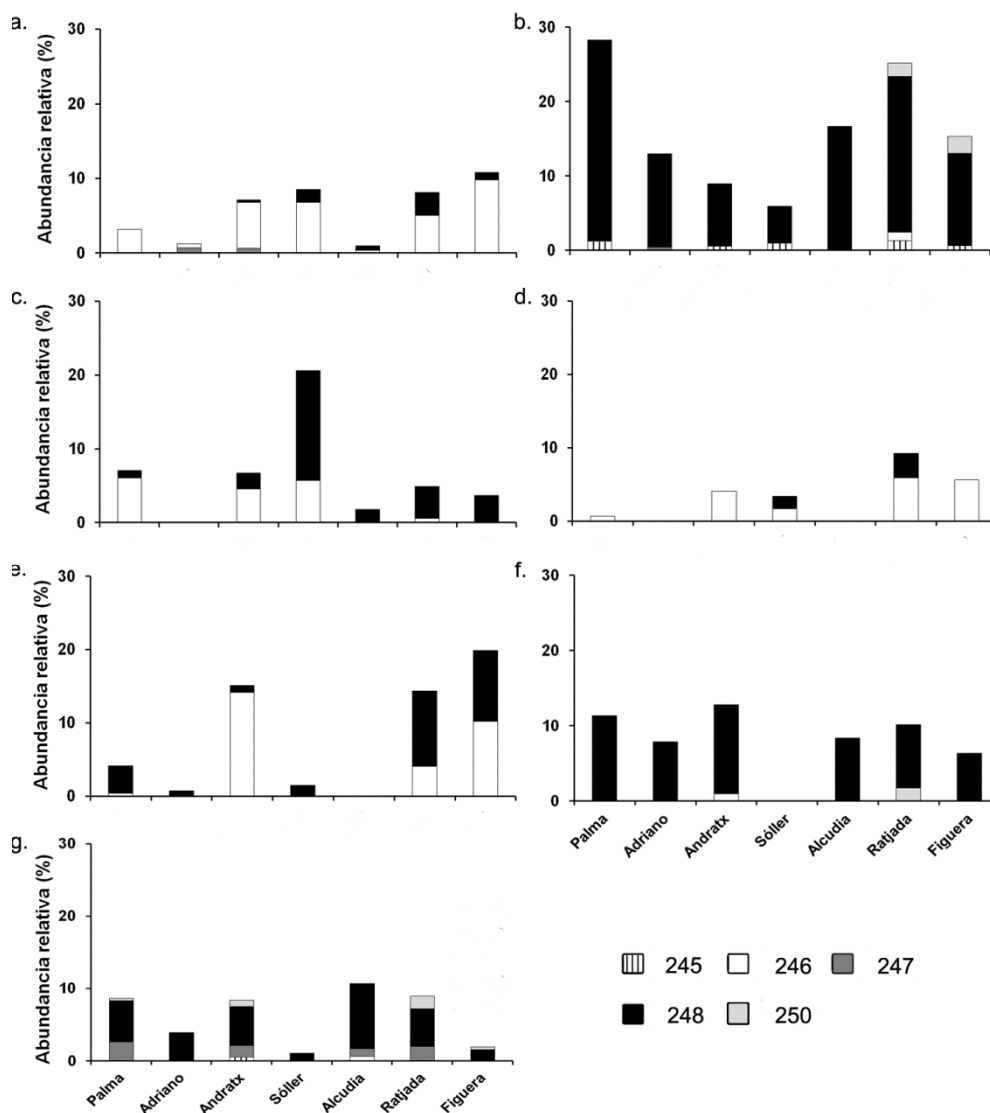 a.
30
20
10
0
Abundancia relativa (%)
b.
30
20
10
0
c.
30
20
10
0
Abundancia relativa (%)
d.
30
20
10
0
e.
30
20
10
0
Abundancia relativa (%)
f.
30
20
10
0
Palma
Adriano
Andratx
Sóller
Alcudia
Ratjada
Figuera
g.
30
20
10
0
Abundancia relativa (%)
Palma
Adriano
Andratx
Sóller
Alcudia
Ratjada
Figuera
245 246 247
248 250